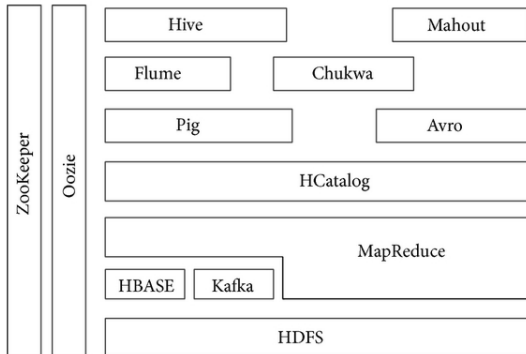 ZooKeeper
Oozie
Hive
Mahout
Flume
Chukwa
Pig
Avro
HCatalog
MapReduce
HBASE
Kafka
HDFS